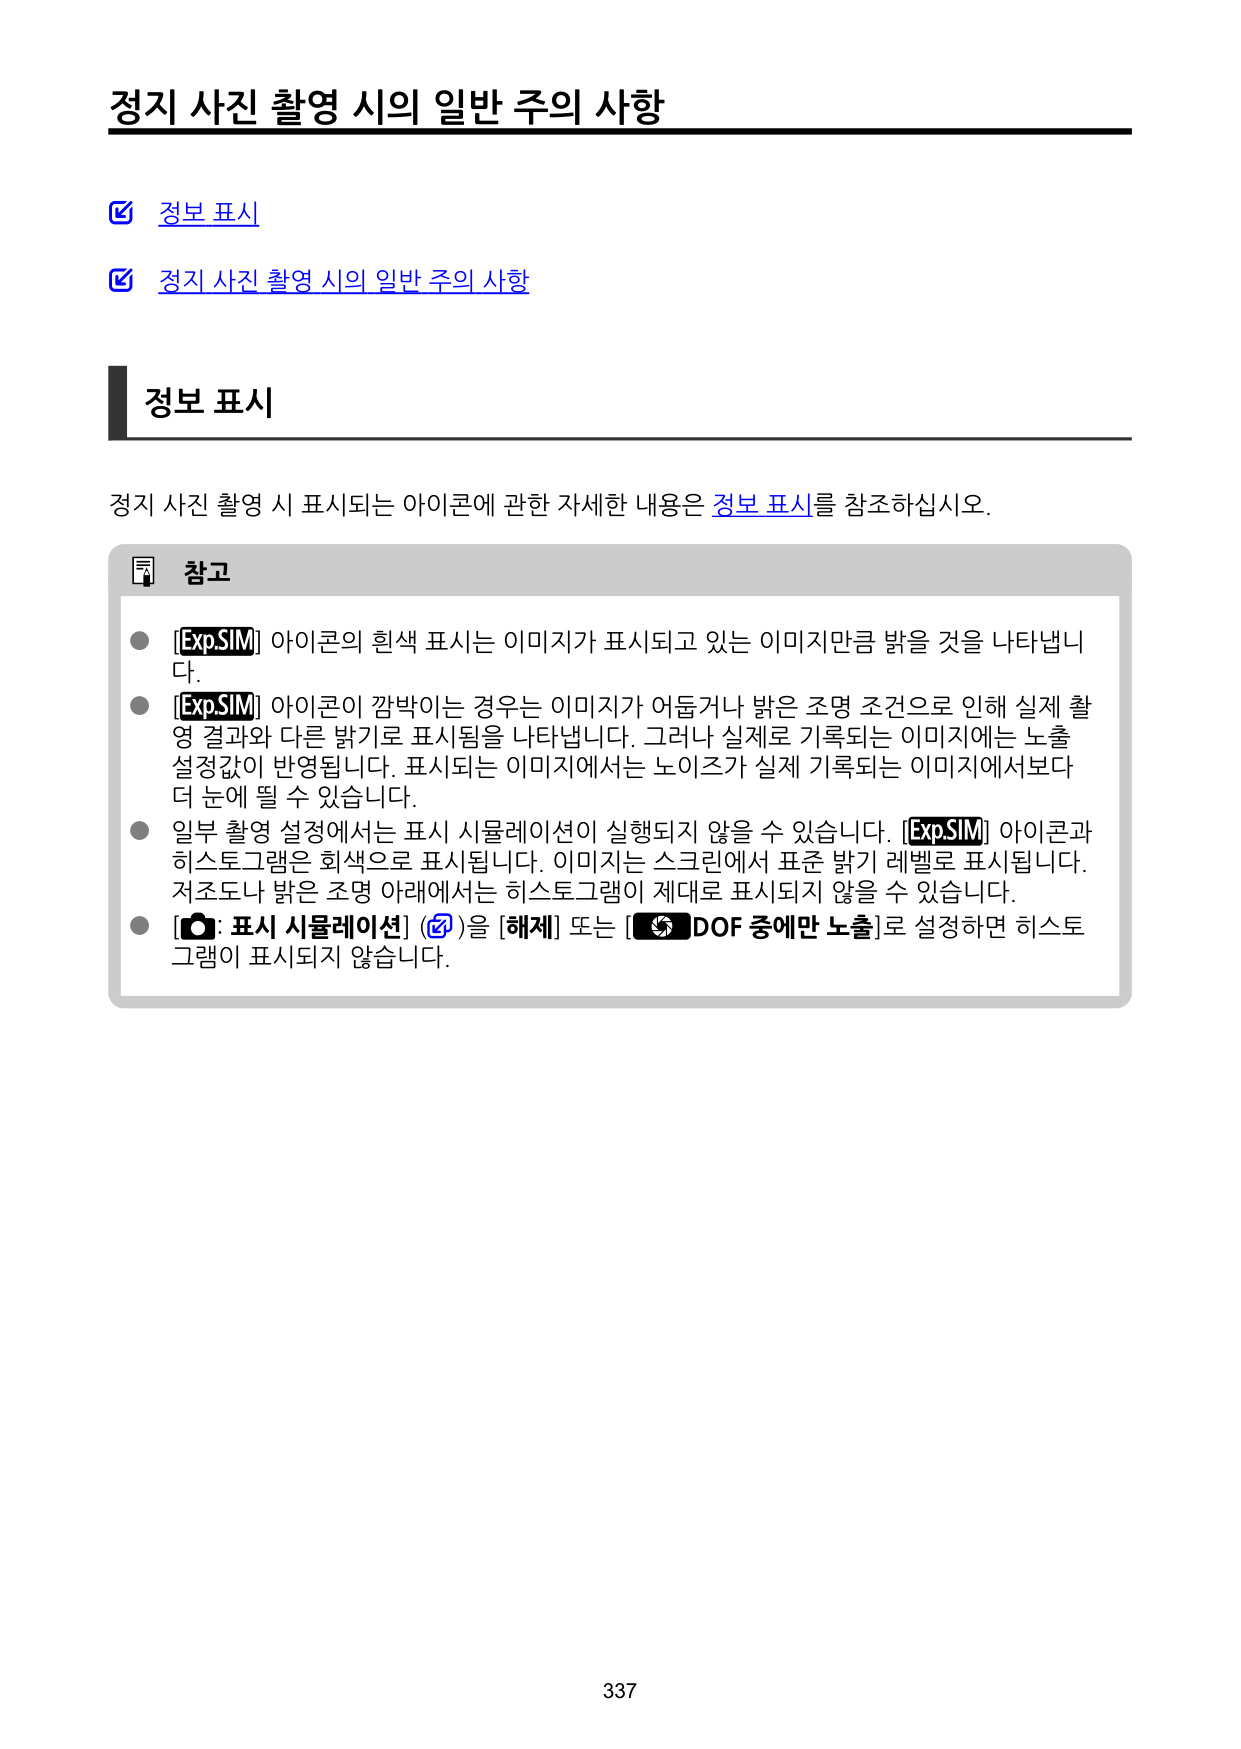 정지 사진 촬영 시의 일반 주의 사항
정보 표시
정지 사진 촬영 시의 일반 주의 사항
정보 표시
정지 사진 촬영 시 표시되는 아이콘에 관한 자세한 내용은 정보 표시를 참조하십시오.
참고
● [Exp.SIM] 아이콘의 흰색 표시는 이미지가 표시되고 있는 이미지만큼 밝을 것을 나타냅니
다.
● [Exp.SIM] 아이콘이 깜박이는 경우는 이미지가 어둡거나 밝은 조명 조건으로 인해 실제 촬
영 결과와 다른 밝기로 표시됨을 나타냅니다. 그러나 실제로 기록되는 이미지에는 노출
설정값이 반영됩니다. 표시되는 이미지에서는 노이즈가 실제 기록되는 이미지에서보다
더 눈에 띌 수 있습니다.
● 일부 촬영 설정에서는 표시 시뮬레이션이 실행되지 않을 수 있습니다. [Exp.SIM] 아이콘과
히스토그램은 회색으로 표시됩니다. 이미지는 스크린에서 표준 밝기 레벨로 표시됩니다.
저조도나 밝은 조명 아래에서는 히스토그램이 제대로 표시되지 않을 수 있습니다.
● [: 표시 시뮬레이션] ( )을 [해제] 또는 [DOF 중에만 노출]로 설정하면 히스토
그램이 표시되지 않습니다.
337